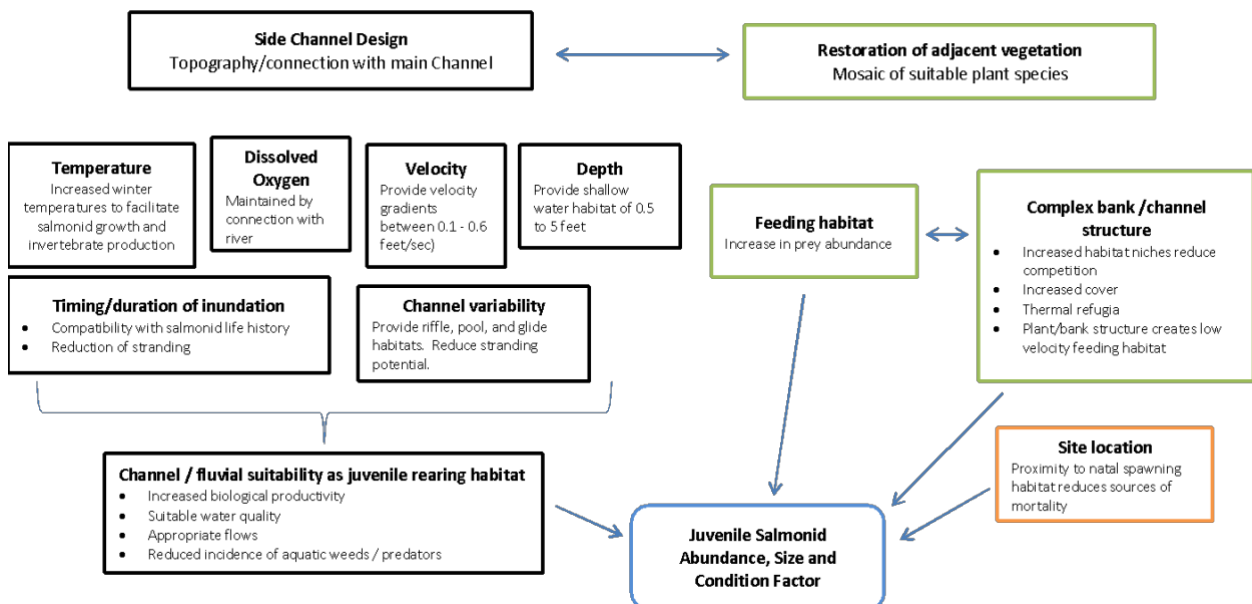 Side Channel Design
Topography/connection with main Channel
Restoration of adjacent vegetation
Mosaic of suitable plant species
Temperature
Increased winter
temperatures to facilitate
salmonid growth and
invertebrate production
Dissolved
Oxygen
Maintained by
connection with
river
Velocity
Provide velocity
gradients
between 0.1 - 0.6
feet/sec)
Depth
Provide shallow
water habitat of 0.5
to 5 feet
Feeding habitat
Increase in prey abundance
Complex bank /channel
structure
• Increased habitat niches reduce
competition
• Increased cover
• Thermal refugia
• Plant/bank structure creates low
velocity feeding habitat
Timing/duration of inundation
• Compatibility with salmonid life history
• Reduction of stranding
Channel variability
Provide riffle, pool, and glide
habitats. Reduce stranding
potential.
Channel / fluvial suitability as juvenile rearing habitat
• Increased biological productivity
• Suitable water quality
• Appropriate flows
• Reduced incidence of aquatic weeds / predators
Site location
Proximity to natal spawning
habitat reduces sources of
mortality
Juvenile Salmonid
Abundance, Size and
Condition Factor